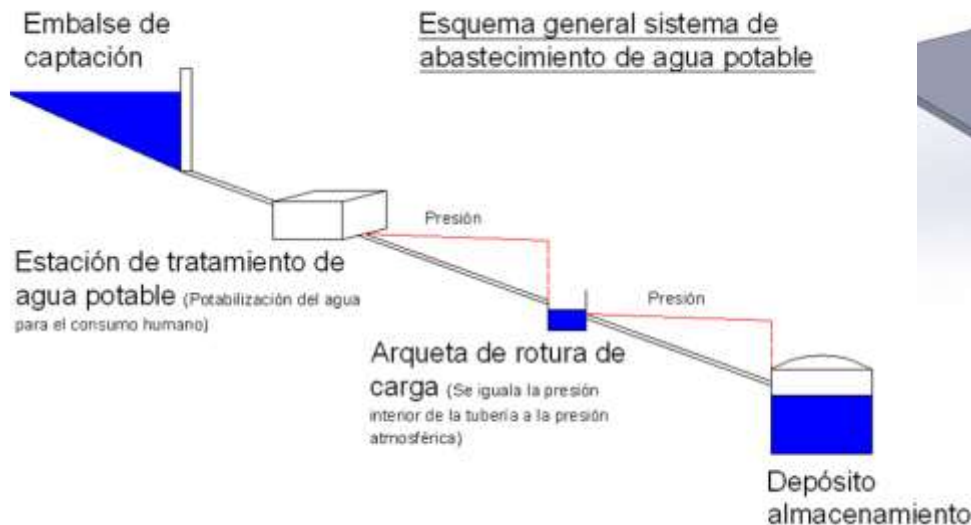 Embalse de
captación
Esquema general sistema de
abastecimiento de agua potable
Presión
Estación de tratamiento de
agua potable (Potabilización del agua
para el consumo humano)
Presión
Arqueta de rotura de
carga (Se iguala la presión
interior de la tubería a la presión
atmosférica)
Depósito
almacenamiento